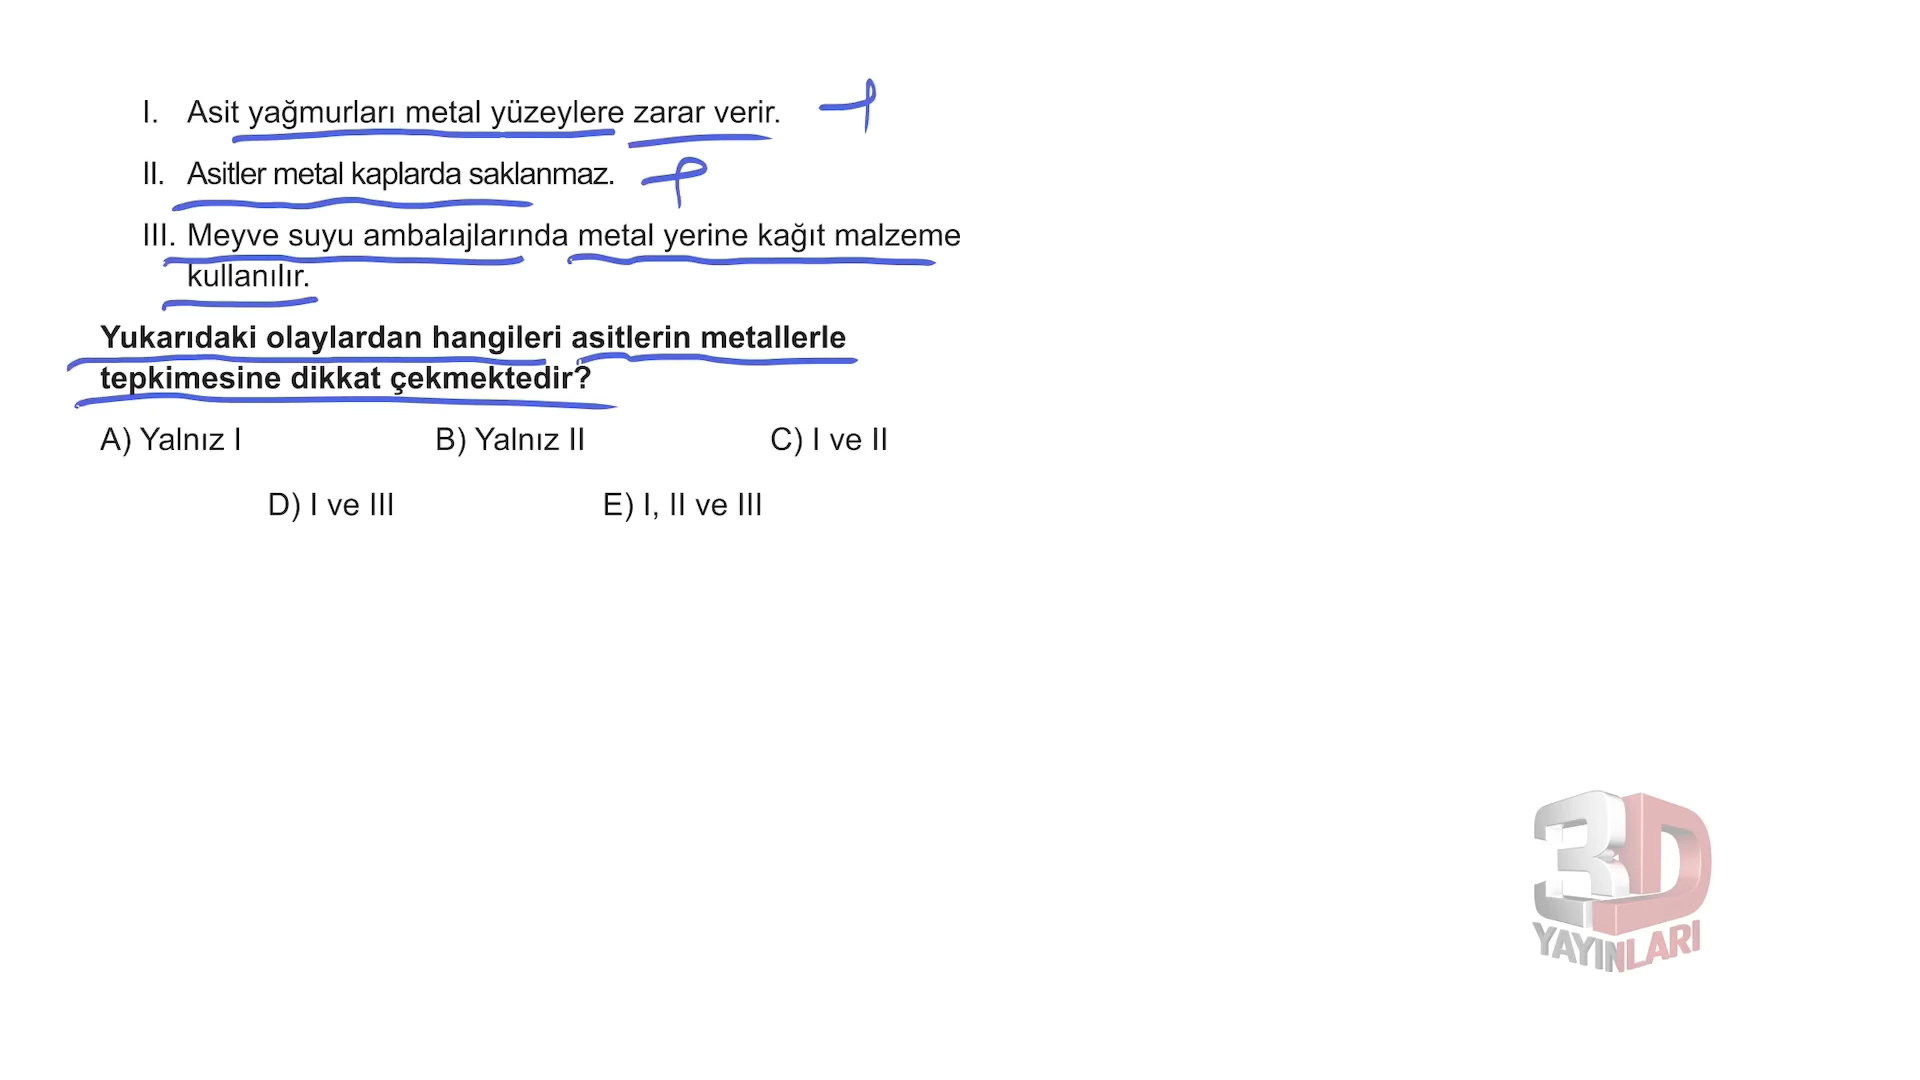 I. Asit yağmurları metal yüzeylere zarar verir. +
II. Asitler metal kaplarda saklanmaz. +
III. Meyve suyu ambalajlarında metal yerine kağıt malzeme
kullanılır.
Yukarıdaki olaylardan hangileri asitlerin metallerle
tepkimesine dikkat çekmektedir?
A) Yalnız I B) Yalnız II C) I ve II
D) I ve III E) I, II ve III
3D
YAYINLARI